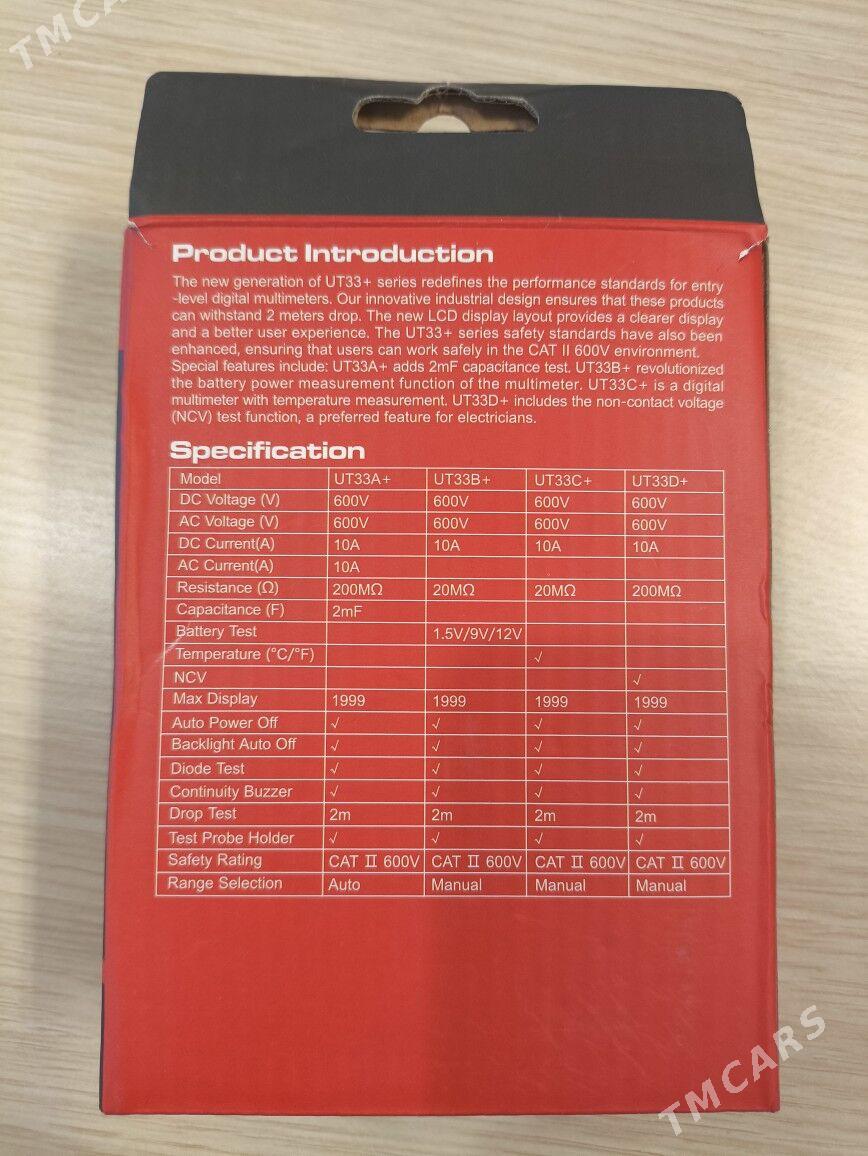 TMCA
Product Introduction
The new generation of UT33+ series redefines the performance standards for entry
-level digital multimeters. Our innovative industrial design ensures that these products
can withstand 2 meters drop. The new LCD display layout provides a clearer display
and a better user experience. The UT33+ series safety standards have also been
enhanced, ensuring that users can work safely in the CAT II 600V environment.
Special features include: UT33A+ adds 2mF capacitance test. UT33B+ revolutionized
the battery power measurement function of the multimeter. UT33C+ is a digital
multimeter with temperature measurement. UT33D+ includes the non-contact voltage
(NCV) test function, a preferred feature for electricians.
Specification
Model UT33A+ UT33B+ UT33C+ UT33D+
DC Voltage (V) 600V 600V 600V 600V
AC Voltage (V) 600V 600V 600V 600V
DC Current(A) 10A 10A 10A 10A
AC Current(A) 10A
Resistance (Ω) 200MΩ 20MΩ 20MΩ 200MΩ
Capacitance (F) 2mF
Battery Test 1.5V/9V/12V
Temperature (°C/°F) √
NCV √
Max Display 1999 1999 1999 1999
Auto Power Off √ √ √ √
Backlight Auto Off √ √ √ √
Diode Test √ √ √ √
Continuity Buzzer √ √ √ √
Drop Test 2m 2m 2m 2m
Test Probe Holder √ √ √ √
Safety Rating CAT II 600V CAT II 600V CAT II 600V CAT II 600V
Range Selection Auto Manual Manual Manual
TMCARS